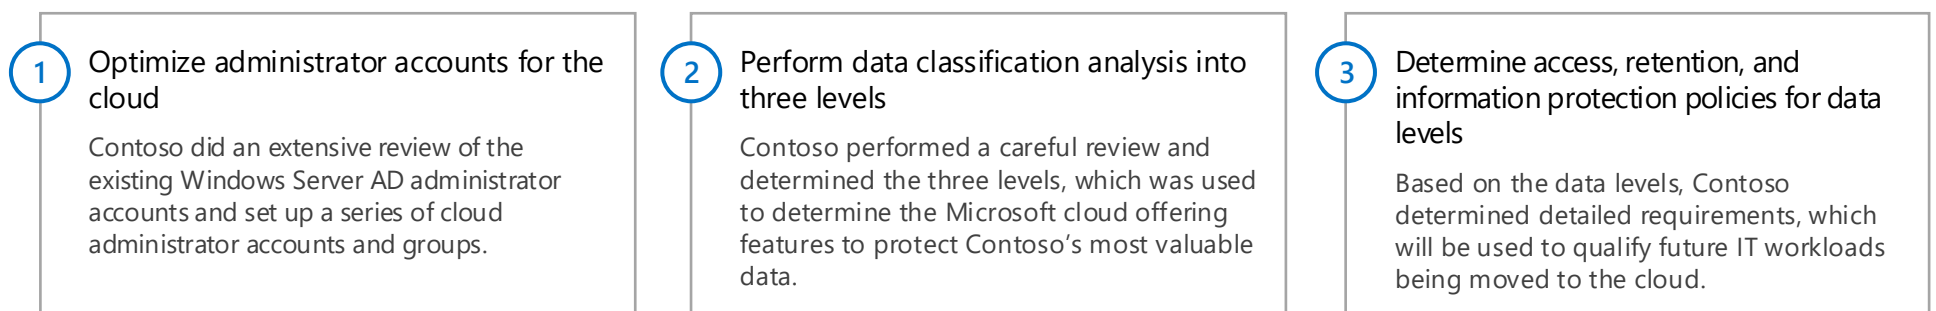 1
Optimize administrator accounts for the
cloud
Contoso did an extensive review of the
existing Windows Server AD administrator
accounts and set up a series of cloud
administrator accounts and groups.
2
Perform data classification analysis into
three levels
Contoso performed a careful review and
determined the three levels, which was used
to determine the Microsoft cloud offering
features to protect Contoso’s most valuable
data.
3
Determine access, retention, and
information protection policies for data
levels
Based on the data levels, Contoso
determined detailed requirements, which
will be used to qualify future IT workloads
being moved to the cloud.